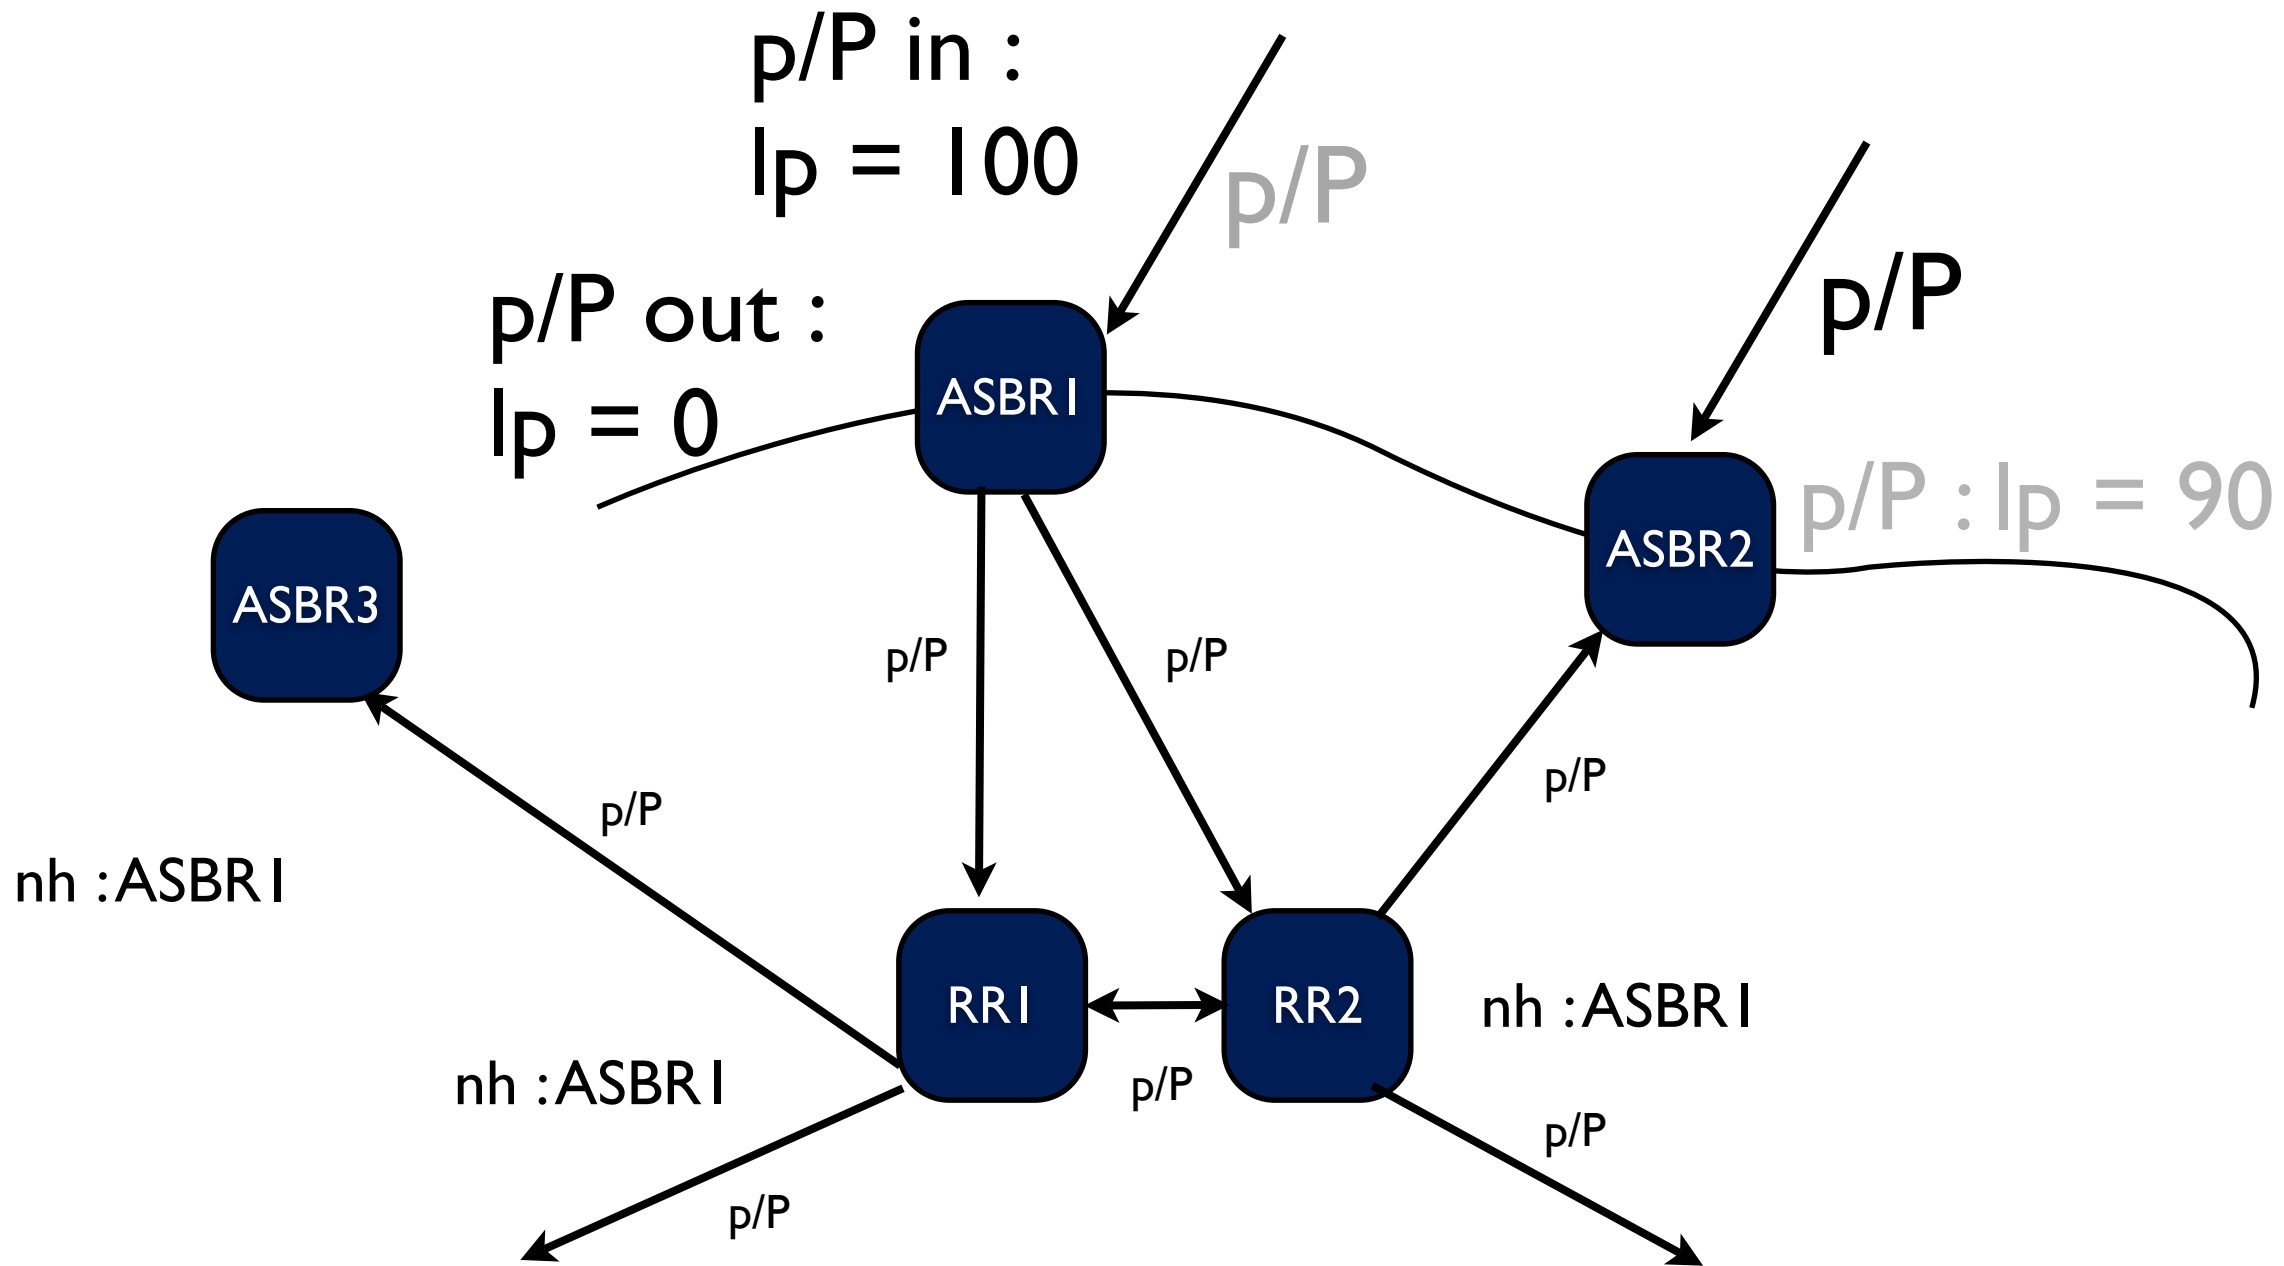 p/P in :
lp = 100
p/P
p/P out :
lp = 0
p/P
ASBR1
p/P : lp = 90
ASBR2
ASBR3
p/P
p/P
p/P
p/P
nh : ASBR1
RR1
RR2
nh : ASBR1
nh : ASBR1
p/P
p/P
p/P